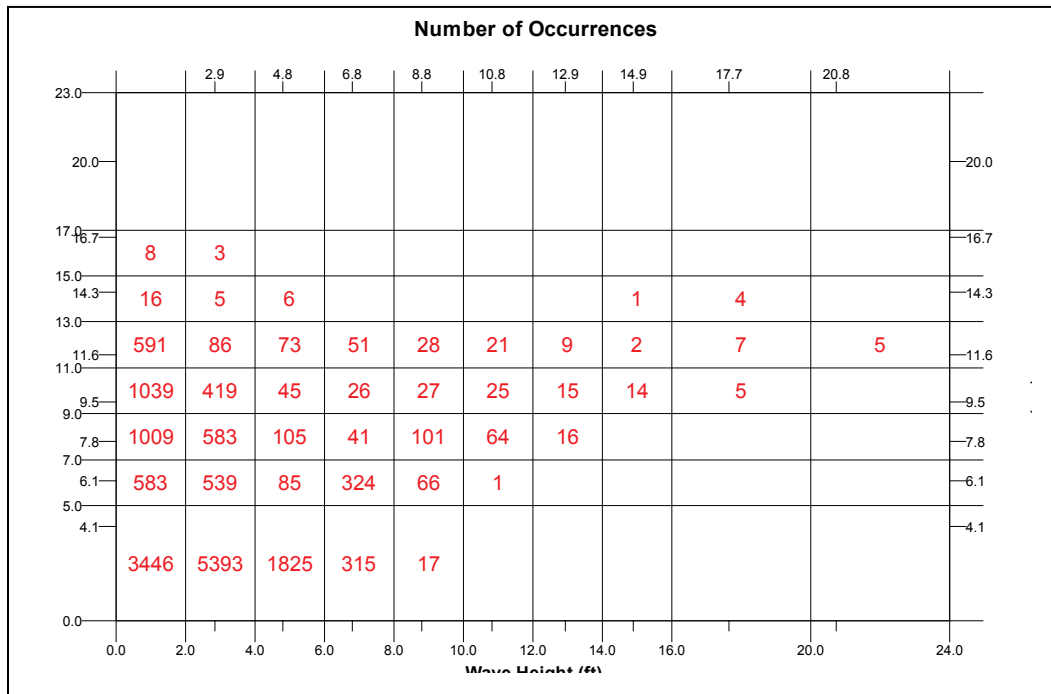 Number of Occurrences
2.9 4.8 6.8 8.8 10.8 12.9 14.9 17.7 20.8
23.0
20.0 20.0
17.0
16.7 16.7
8 3
15.0
14.3 16 5 6 1 4 14.3
13.0
591 86 73 51 28 21 9 2 7 5
11.6 11.6
11.0
1039 419 45 26 27 25 15 14 5
9.5 9.5
9.0
1009 583 105 41 101 64 16
7.8 7.8
7.0
6.1 583 539 85 324 66 1 6.1
5.0
4.1 4.1
3446 5393 1825 315 17
0.0
0.0 2.0 4.0 6.0 8.0 10.0 12.0 14.0 16.0 20.0 24.0
Wave Height (ft)